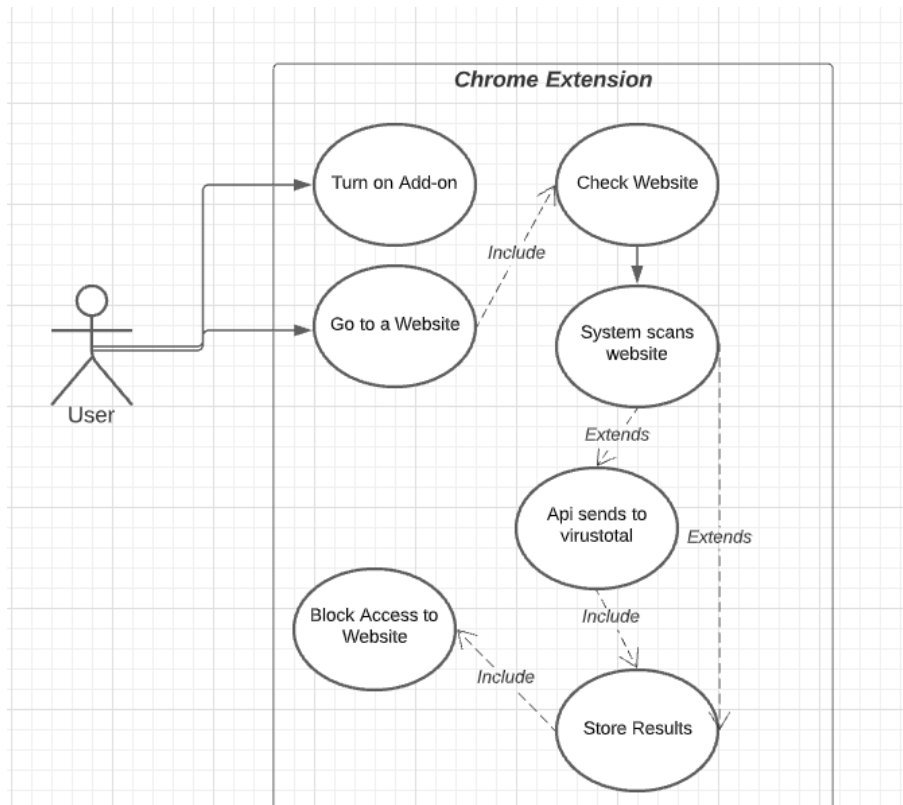 Chrome Extension
Turn on Add-on
Check Website
Include
Go to a Website
System scans
website
User
Extends
Api sends to
virustotal
Extends
Block Access to
Website
Include
Include
Store Results